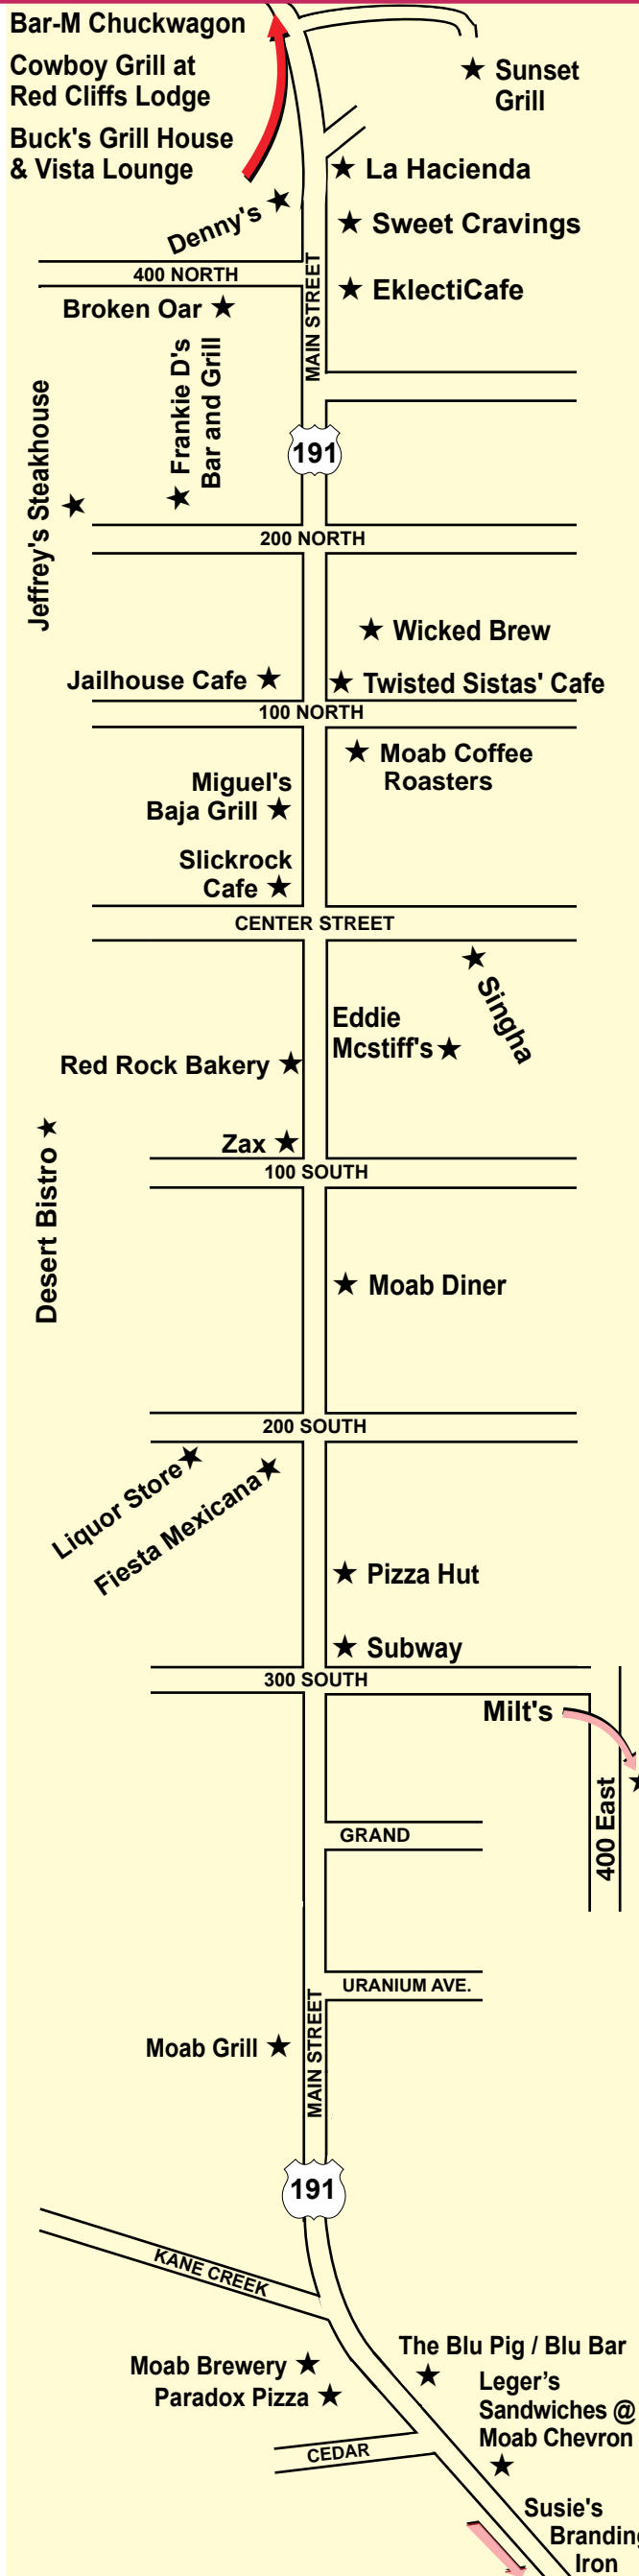 Bar-M Chuckwagon
Cowboy Grill at
Red Cliffs Lodge
Buck's Grill House
& Vista Lounge
Sunset
Grill
La Hacienda
Denny's
Sweet Cravings
400 NORTH
MAIN STREET
EklectiCafe
Broken Oar
Frankie D's
Bar and Grill
Jeffrey's Steakhouse
191
200 NORTH
Wicked Brew
Jailhouse Cafe
Twisted Sistas' Cafe
100 NORTH
Moab Coffee
Roasters
Miguel's
Baja Grill
Slickrock
Cafe
CENTER STREET
Singha
Eddie
Mcstiff's
Red Rock Bakery
Zax
100 SOUTH
Desert Bistro
Moab Diner
200 SOUTH
Liquor Store
Fiesta Mexicana
Pizza Hut
Subway
300 SOUTH
Milt's
400 East
GRAND
URANIUM AVE.
Moab Grill
MAIN STREET
191
KANE CREEK
The Blu Pig / Blu Bar
Moab Brewery
Paradox Pizza
Leger’s
Sandwiches @
Moab Chevron
CEDAR
Susie's
Branding
Iron